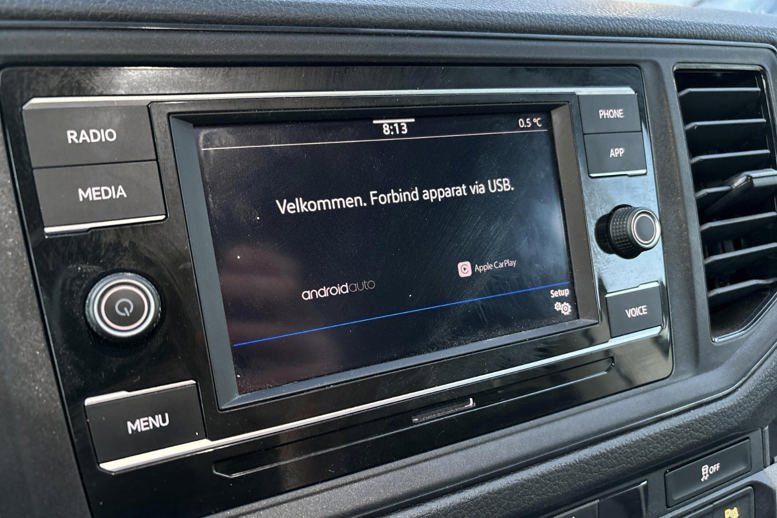 RADIO
MEDIA
MENU
8:13
0.5 °C
Velkommen. Forbind apparat via USB.
androidauto
Apple CarPlay
Setup
PHONE
APP
VOICE
OFF